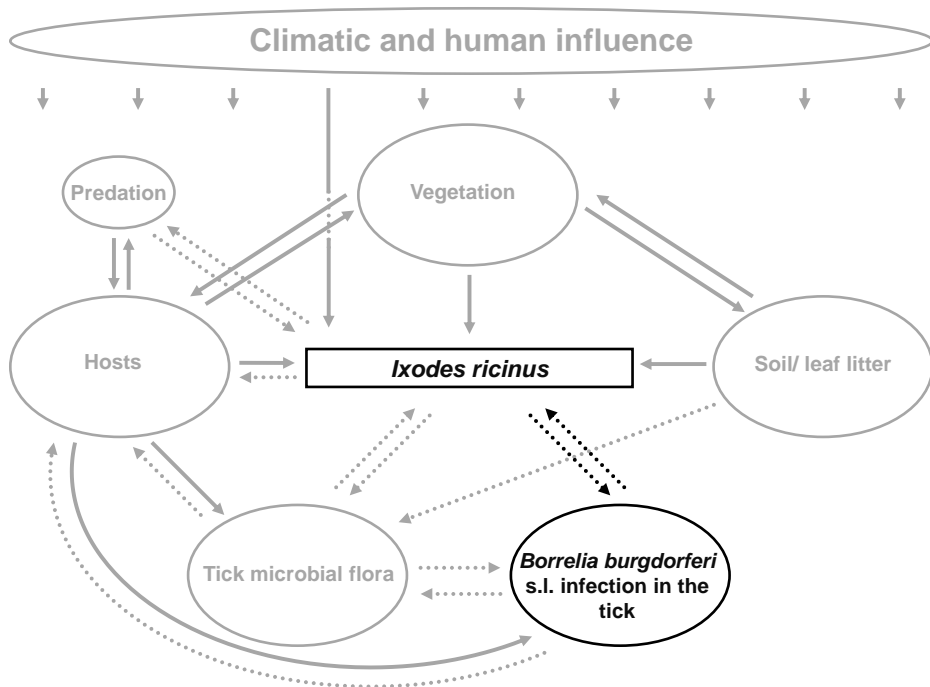 Climatic and human influence
Predation
Vegetation
Hosts
Ixodes ricinus
Soil/ leaf litter
Tick microbial flora
Borrelia burgdorferi
s.l. infection in the
tick